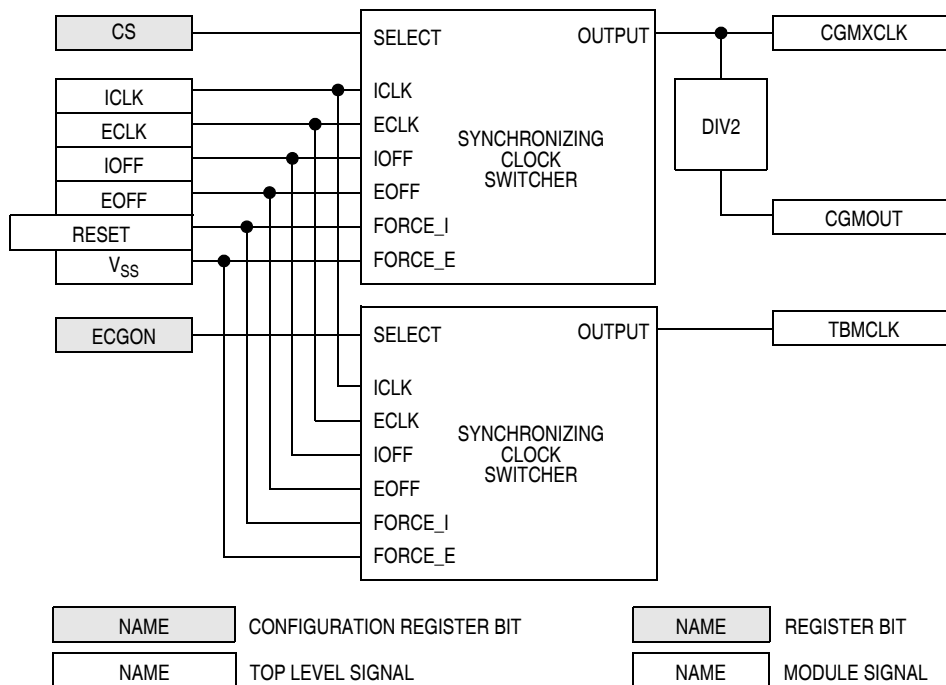 CS
SELECT
OUTPUT
CGMXCLK
ICLK
ICLK
ECLK
ECLK
IOFF
IOFF
EOFF
EOFF
RESET
FORCE_I
VSS
FORCE_E
SYNCHRONIZING
CLOCK
SWITCHER
DIV2
CGMOUT
ECGON
SELECT
OUTPUT
TBMCLK
ICLK
ECLK
IOFF
EOFF
FORCE_I
FORCE_E
SYNCHRONIZING
CLOCK
SWITCHER
NAME CONFIGURATION REGISTER BIT
NAME REGISTER BIT
NAME TOP LEVEL SIGNAL
NAME MODULE SIGNAL